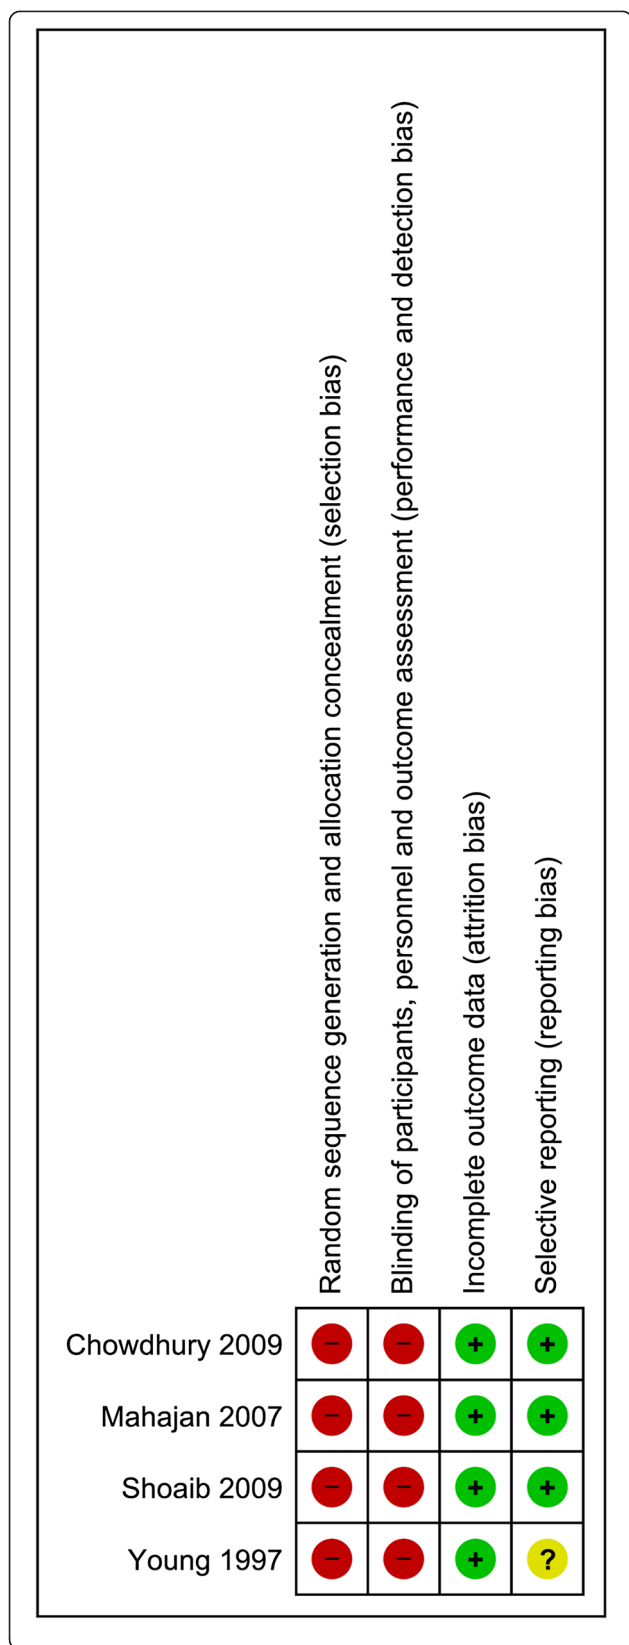 Random sequence generation and allocation concealment (selection bias)
Blinding of participants, personnel and outcome assessment (performance and detection bias)
Incomplete outcome data (attrition bias)
Selective reporting (reporting bias)
Chowdhury 2009 – – + +
Mahajan 2007 – – + +
Shoaib 2009 – – + +
Young 1997 – – + ?